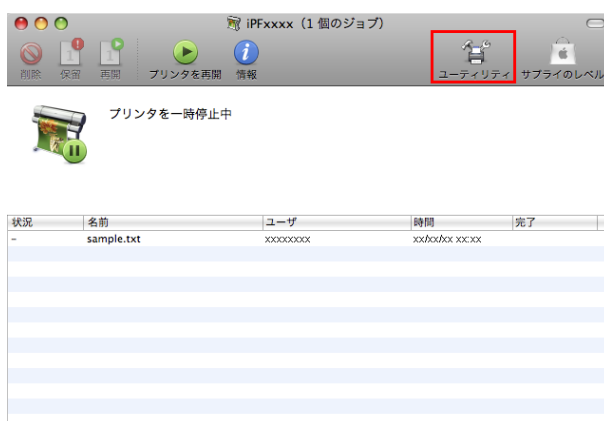 iPFxxxx（1 個のジョブ）
削除 保留 再開 プリンタを再開 情報 ユーティリティ サプライのレベル
プリンタを一時停止中
状況 名前 ユーザ 時間 完了
– sample.txt xxxxxxxx xx/xx/xx xx:xx